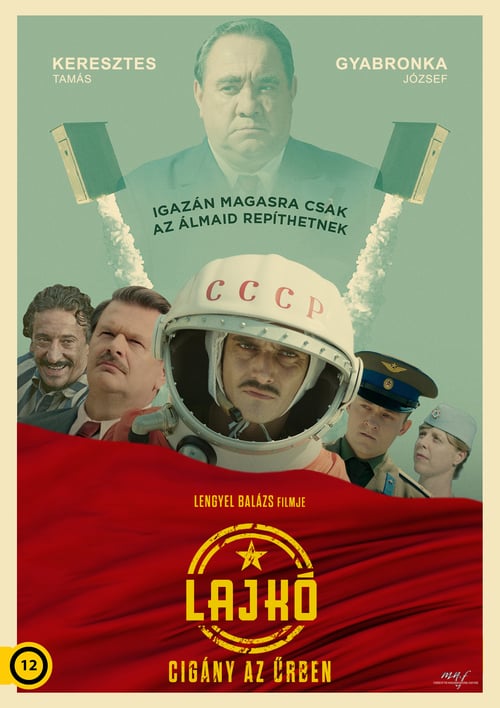 KERESZTES
TAMÁS
GYABRONKA
JÓZSEF
IGAZÁN MAGASRA CSAK
AZ ÁLMAID REPÍTHETNEK
CCCP
LENGYEL BALÁZS FILMJE
LAJKÓ
CIGÁNY AZ ŰRBEN
12